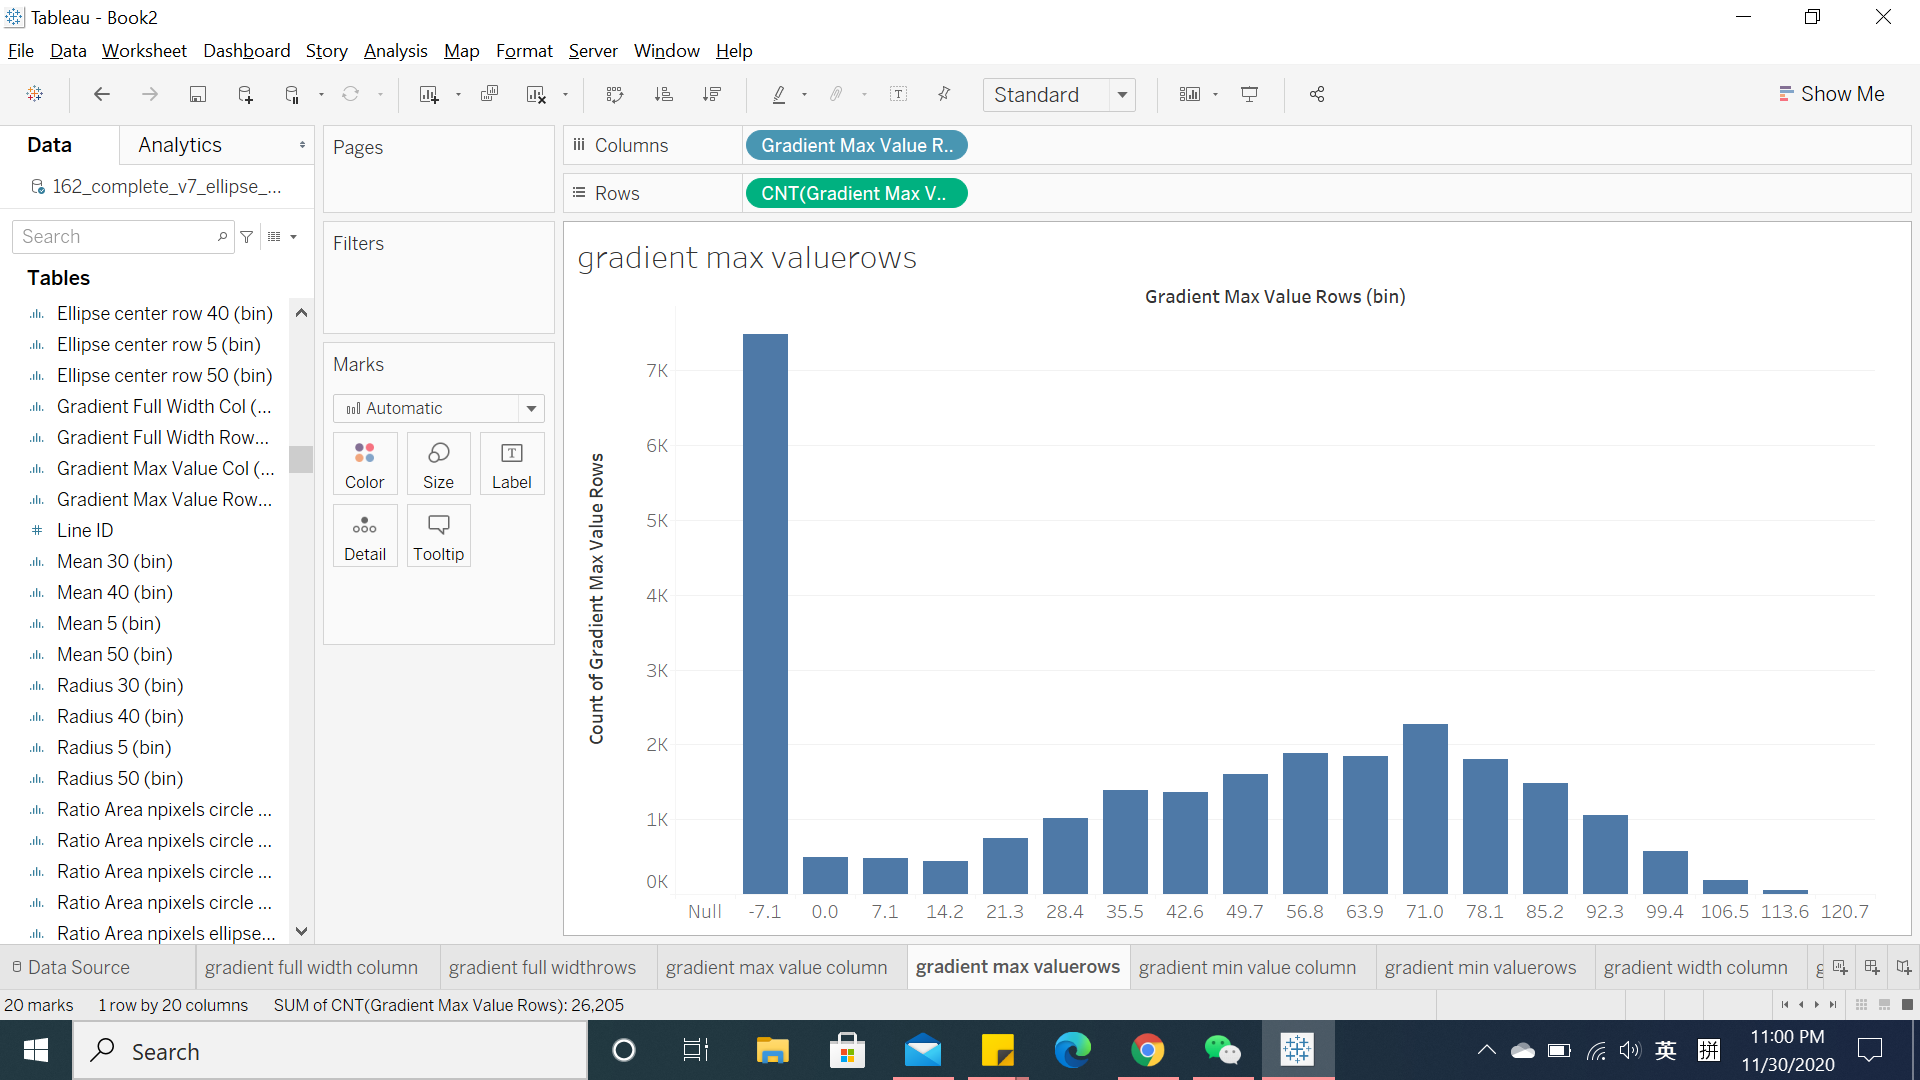 Tableau - Book2
File Data Worksheet Dashboard Story Analysis Map Format Server Window Help
Standard
Show Me
Data
Analytics
162_complete_v7_ellipse_...
Search
Tables
Ellipse center row 40 (bin)
Ellipse center row 5 (bin)
Ellipse center row 50 (bin)
Gradient Full Width Col (...
Gradient Full Width Row...
Gradient Max Value Col (...
Gradient Max Value Row...
Line ID
Mean 30 (bin)
Mean 40 (bin)
Mean 5 (bin)
Mean 50 (bin)
Radius 30 (bin)
Radius 40 (bin)
Radius 5 (bin)
Radius 50 (bin)
Ratio Area npixels circle ...
Ratio Area npixels circle ...
Ratio Area npixels circle ...
Ratio Area npixels circle ...
Ratio Area npixels ellipse...
Pages
Filters
Marks
Automatic
Color Size Label
Detail Tooltip
Columns
Gradient Max Value R..
Rows
CNT(Gradient Max V..
gradient max valuerows
Gradient Max Value Rows (bin)
Count of Gradient Max Value Rows
7K
6K
5K
4K
3K
2K
1K
0K
Null -7.1 0.0 7.1 14.2 21.3 28.4 35.5 42.6 49.7 56.8 63.9 71.0 78.1 85.2 92.3 99.4 106.5 113.6 120.7
Data Source gradient full width column gradient full widthrows gradient max value column gradient max valuerows gradient min value column gradient min valuerows gradient width column g
20 marks 1 row by 20 columns SUM of CNT(Gradient Max Value Rows): 26,205
Search
英
拼
11:00 PM
11/30/2020